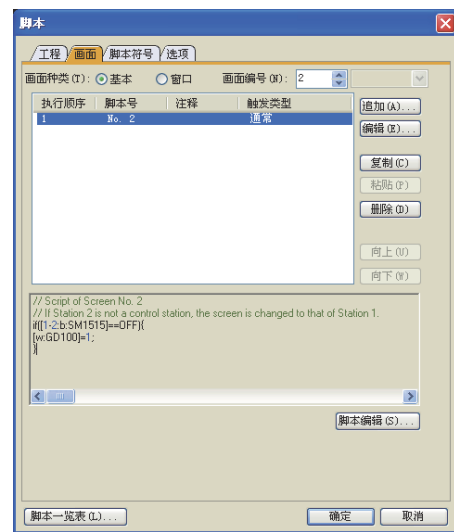 脚本
工程 画面 脚本符号 选项
画面种类(T): 基本 窗口 画面编号(N): 2
执行顺序 脚本号 注释 触发类型
1 No. 2 通常
追加(A)...
编辑(E)...
复制(C)
粘贴(P)
删除(D)
向上(U)
向下(W)
// Script of Screen No. 2
// If Station 2 is not a control station, the screen is changed to that of Station 1.
if([1-2:b:SM1515]==OFF){
[w:GD100]=1;
}
脚本编辑(S)...
脚本一览表(L)... 确定 取消